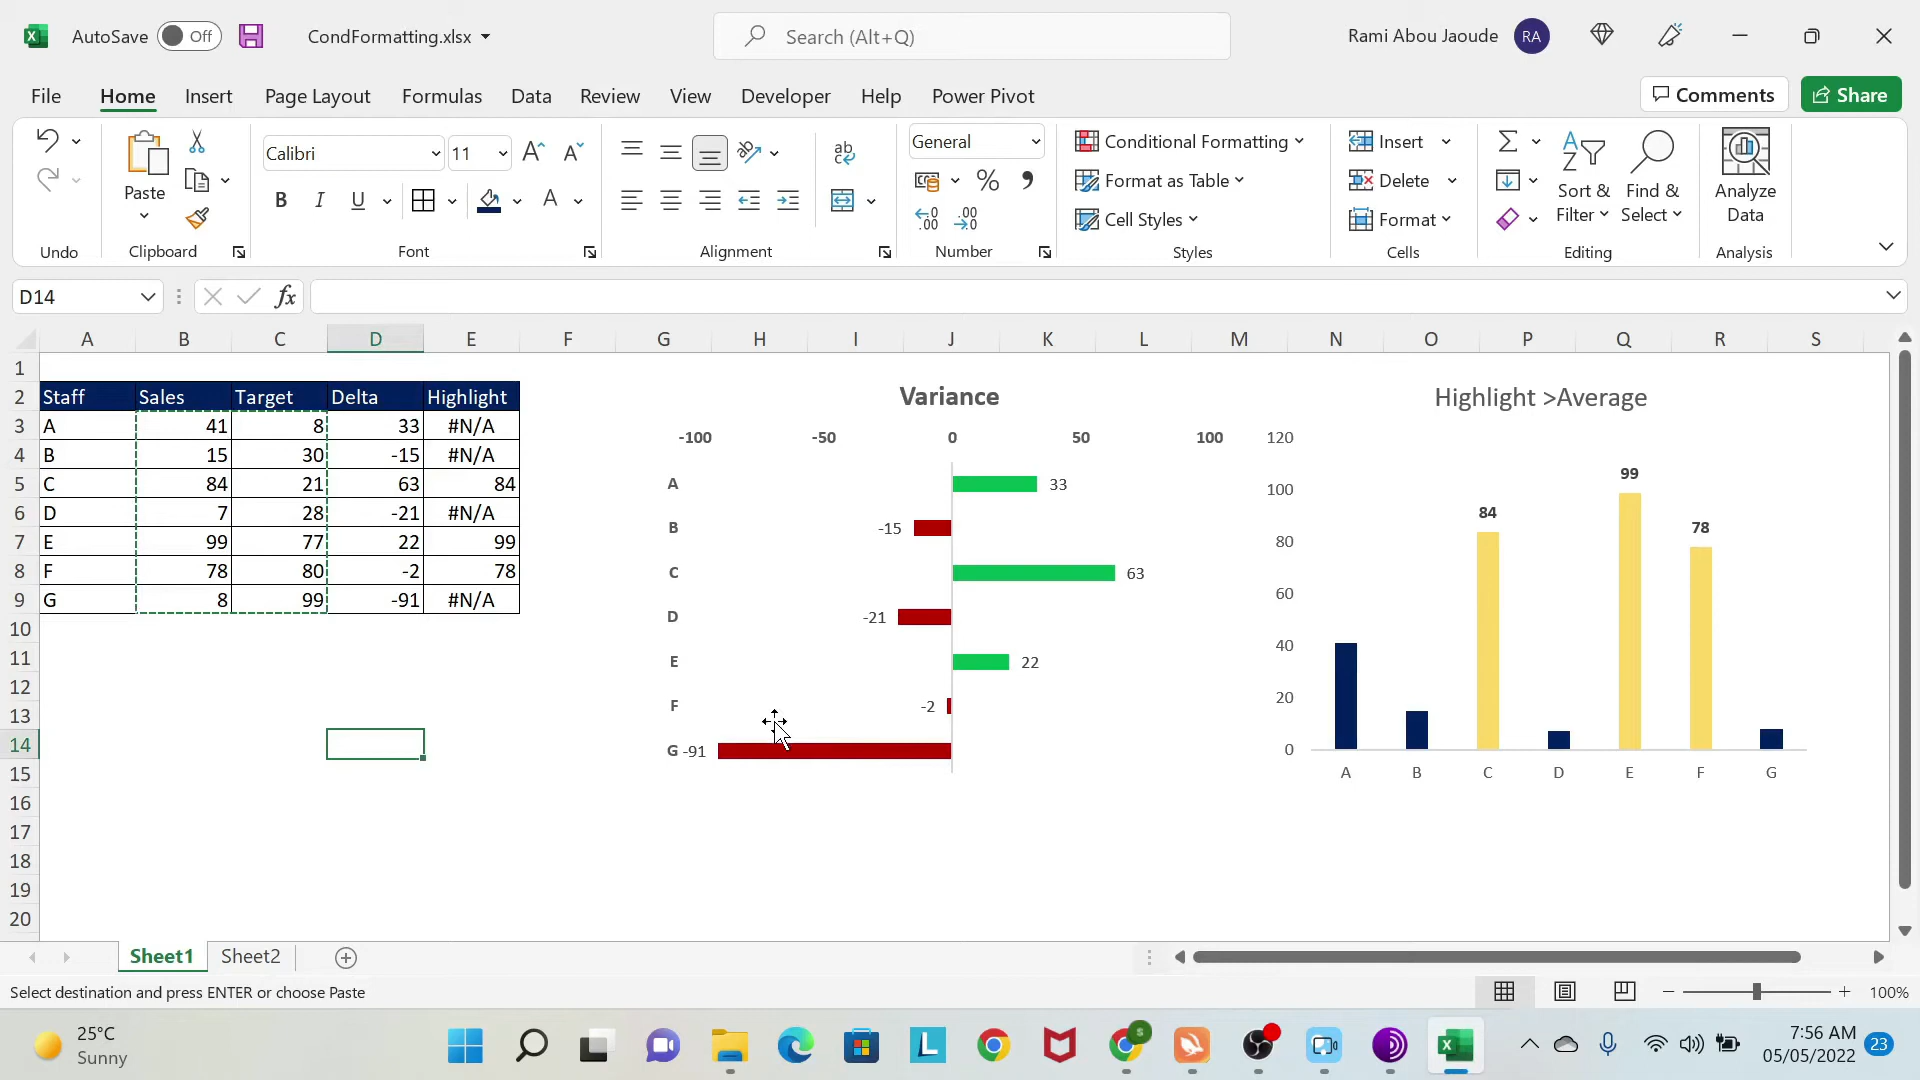 AutoSave Off CondFormatting.xlsx Search (Alt+Q) Rami Abou Jaoude RA
File Home Insert Page Layout Formulas Data Review View Developer Help Power Pivot Comments Share
Calibri 11 General Conditional Formatting Insert
Paste Format as Table Delete Sort & Filter Find & Select Analyze Data
B I U A Cell Styles Format
Undo Clipboard Font Alignment Number Styles Cells Editing Analysis
D14 fx
A B C D E F G H I J K L M N O P Q R S
1
2 Staff Sales Target Delta Highlight
3 A 41 8 33 #N/A
4 B 15 30 -15 #N/A
5 C 84 21 63 84
6 D 7 28 -21 #N/A
7 E 99 77 22 99
8 F 78 80 -2 78
9 G 8 99 -91 #N/A
10
11
12
13
14
15
16
17
18
19
20
Variance
-100 -50 0 50 100
A 33
B -15
C 63
D -21
E 22
F -2
G -91
Highlight >Average
120
100
80
60
40
20
0
84 99 78
A B C D E F G
Sheet1 Sheet2
Select destination and press ENTER or choose Paste 100%
25°C
Sunny
7:56 AM
05/05/2022 23